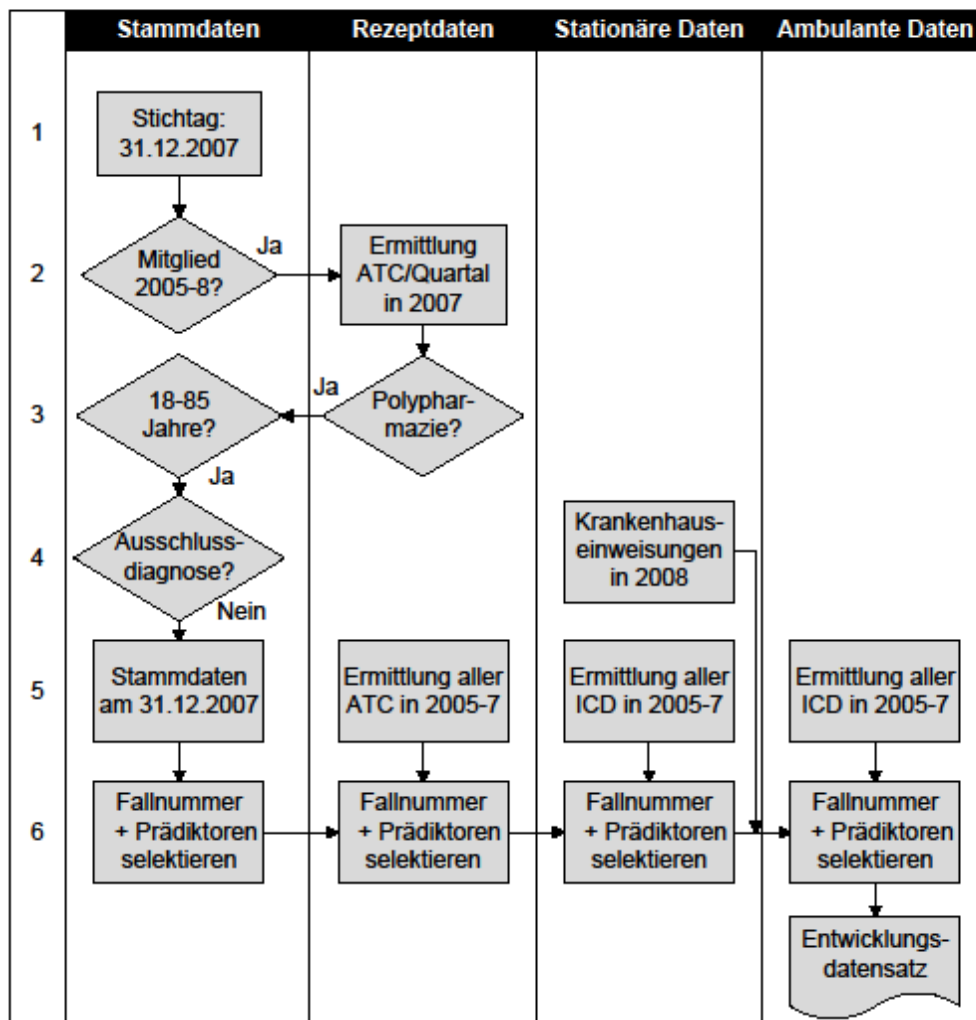 Stammdaten
Rezeptdaten
Stationäre Daten
Ambulante Daten
1
Stichtag:
31.12.2007
2
Mitglied
2005-8?
Ja
Ermittlung
ATC/Quartal
in 2007
3
18-85
Jahre?
Ja
Polyphar-
mazie?
Ja
4
Ausschluss-
diagnose?
Nein
Krankenhaus-
einweisungen
in 2008
5
Stammdaten
am 31.12.2007
Ermittlung aller
ATC in 2005-7
Ermittlung aller
ICD in 2005-7
Ermittlung aller
ICD in 2005-7
6
Fallnummer
+ Prädiktoren
selektieren
Fallnummer
+ Prädiktoren
selektieren
Fallnummer
+ Prädiktoren
selektieren
Fallnummer
+ Prädiktoren
selektieren
Entwicklungs-
datensatz